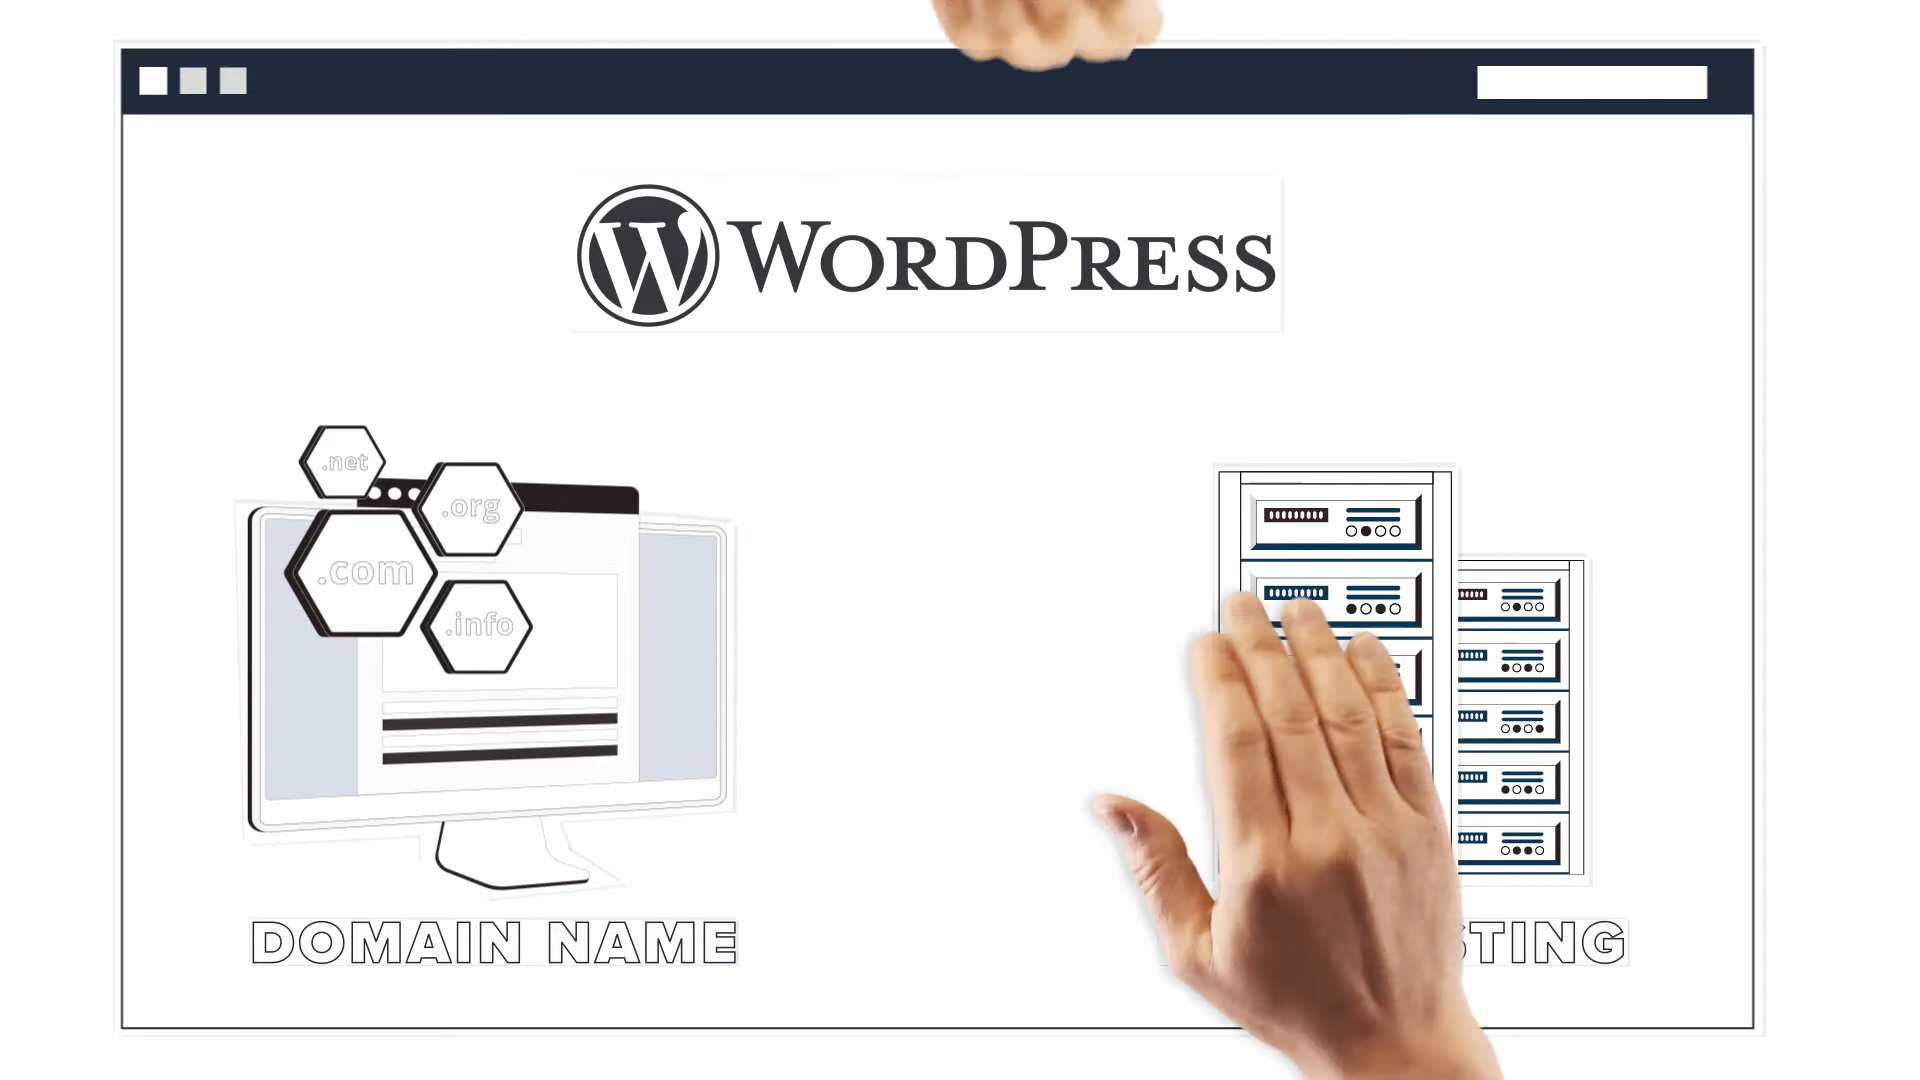 WORDPRESS
.net
.org
.com
.info
DOMAIN NAME
STING